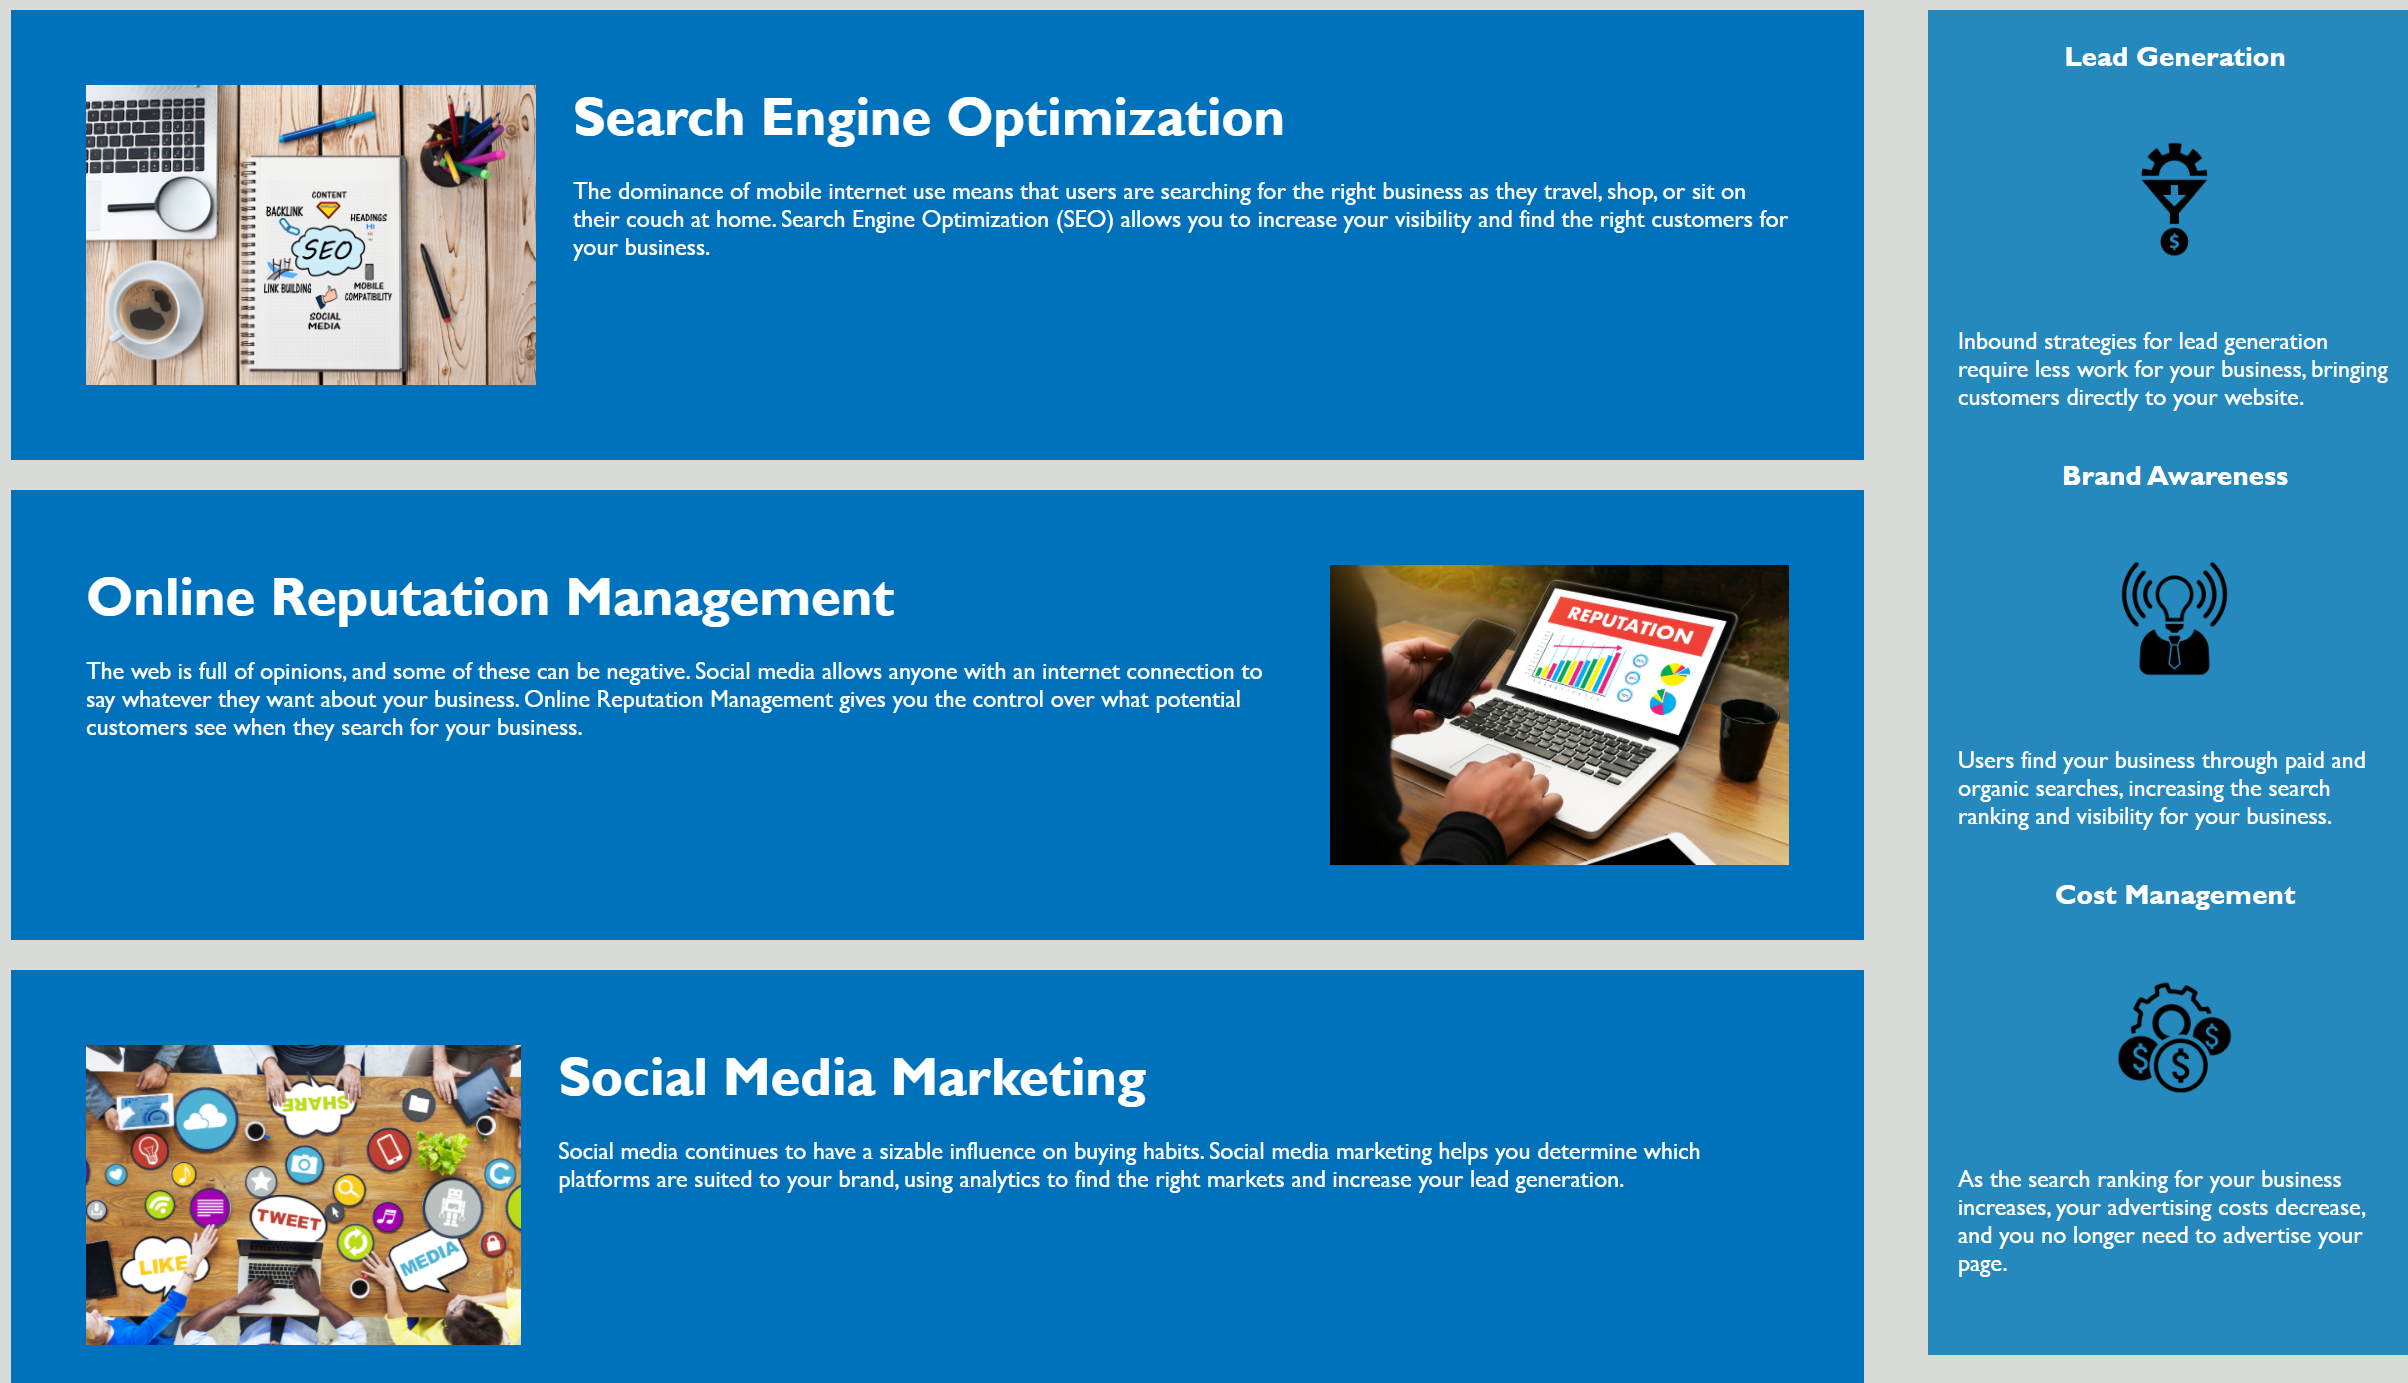 Search Engine Optimization
The dominance of mobile internet use means that users are searching for the right business as they travel, shop, or sit on
their couch at home. Search Engine Optimization (SEO) allows you to increase your visibility and find the right customers for
your business.
CONTENT
BACKLINK
HEADINGS
H1
SEO
LINK BUILDING
MOBILE
COMPATIBILITY
SOCIAL
MEDIA
Online Reputation Management
The web is full of opinions, and some of these can be negative. Social media allows anyone with an internet connection to
say whatever they want about your business. Online Reputation Management gives you the control over what potential
customers see when they search for your business.
REPUTATION
Social Media Marketing
Social media continues to have a sizable influence on buying habits. Social media marketing helps you determine which
platforms are suited to your brand, using analytics to find the right markets and increase your lead generation.
SHARE
TWEET
LIKE
MEDIA
Lead Generation
$
Inbound strategies for lead generation
require less work for your business, bringing
customers directly to your website.
Brand Awareness
Users find your business through paid and
organic searches, increasing the search
ranking and visibility for your business.
Cost Management
$
$
$
As the search ranking for your business
increases, your advertising costs decrease,
and you no longer need to advertise your
page.